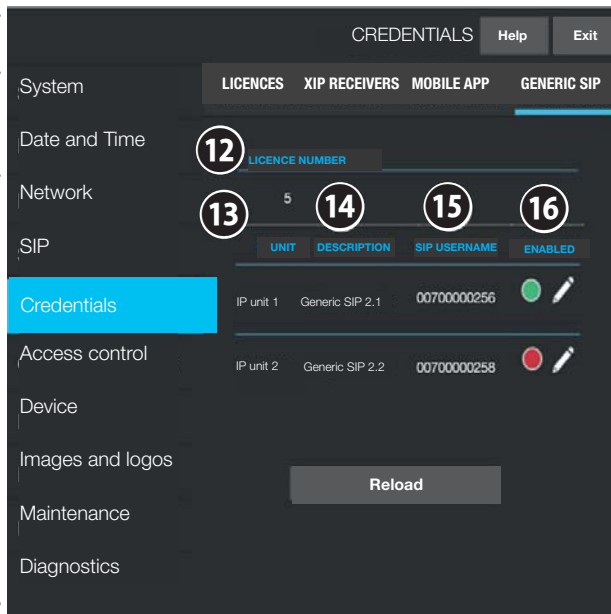 CREDENTIALS Help Exit
LICENCES XIP RECEIVERS MOBILE APP GENERIC SIP
System
Date and Time
Network
SIP
Credentials
Access control
Device
Images and logos
Maintenance
Diagnostics
12 LICENCE NUMBER
13 5 14 15 16
UNIT DESCRIPTION SIP USERNAME ENABLED
IP unit 1 Generic SIP 2.1 00700000256
IP unit 2 Generic SIP 2.2 00700000258
Reload